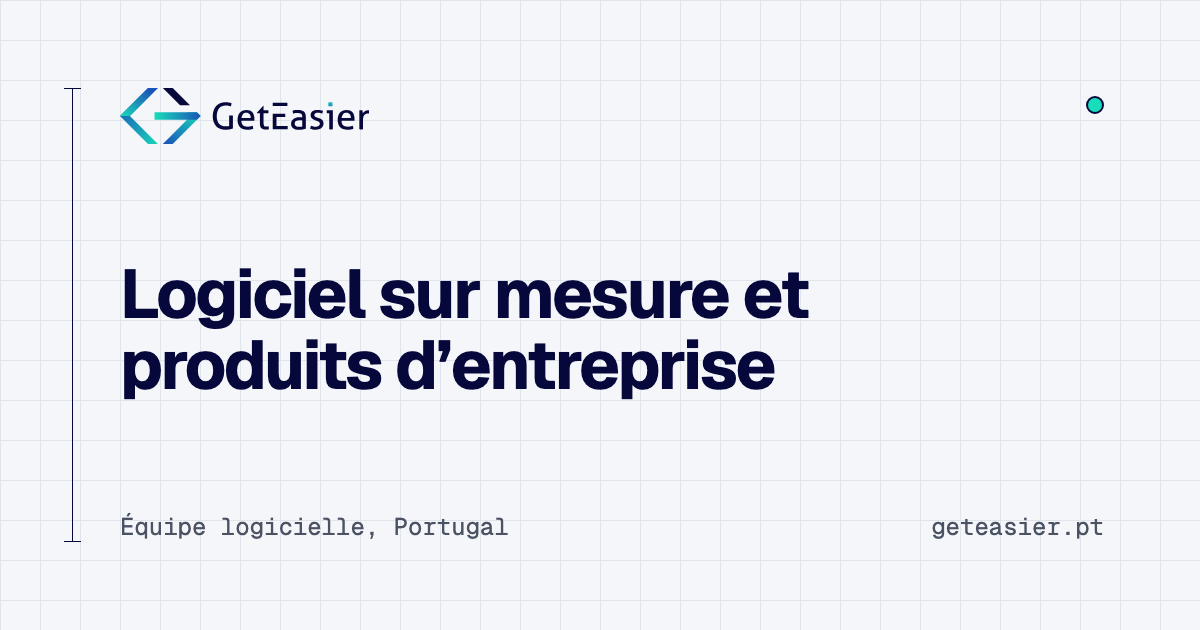 GetEasier
Logiciel sur mesure et
produits d’entreprise
Équipe logicielle, Portugal
geteasier.pt